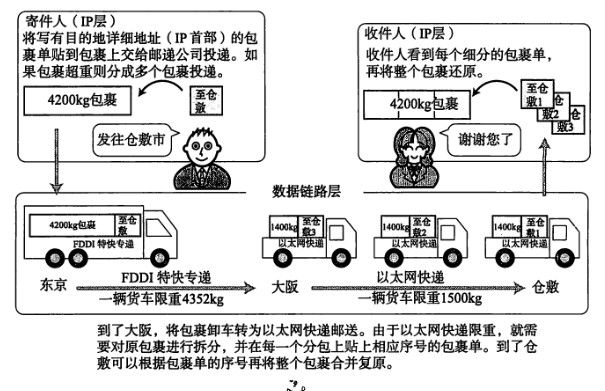 寄件人（IP层）
将写有目的地详细地址（IP 首部）的包
裹单贴到包裹上交给邮递公司投递。如
果包裹超重则分成多个包裹投递。
4200kg包裹
至仓
敷
发往仓敷市
收件人（IP层）
收件人看到每个细分的包裹单，
再将整个包裹还原。
4200kg包裹
至仓
敷1
仓
敷2
仓
敷3
谢谢您了
数据链路层
4200kg包裹
至仓
敷
FDDI 特快专递
1400kg
至仓
敷3
以太网快递
1400kg
至仓
敷2
以太网快递
1400kg
至仓
敷1
以太网快递
东京
FDDI 特快专递
一辆货车限重4352kg
大阪
以太网快递
一辆货车限重1500kg
仓敷
到了大阪，将包裹卸车转为以太网快递邮送。由于以太网快递限重，就需
要对原包裹进行拆分，并在每一个分包上贴上相应序号的包裹单。到了仓
敷可以根据包裹单的序号再将整个包裹合并复原。